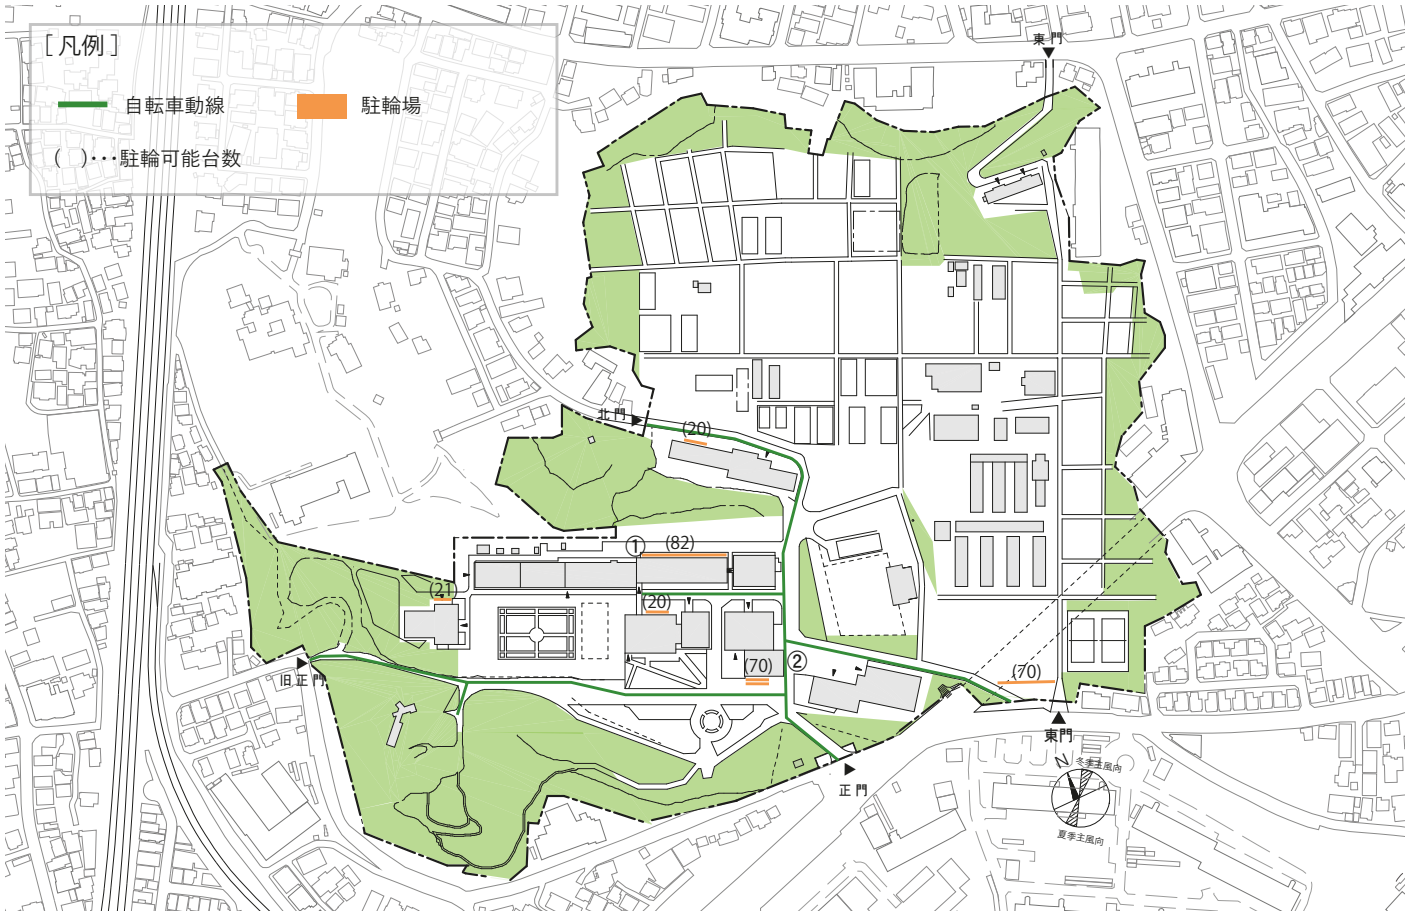 [凡例]
自転車動線
駐輪場
( )･･･駐輪可能台数
東門
北門
(20)
①
(82)
(21)
(20)
(70)
②
(70)
旧正門
正門
東門
N
冬季主風向
夏季主風向